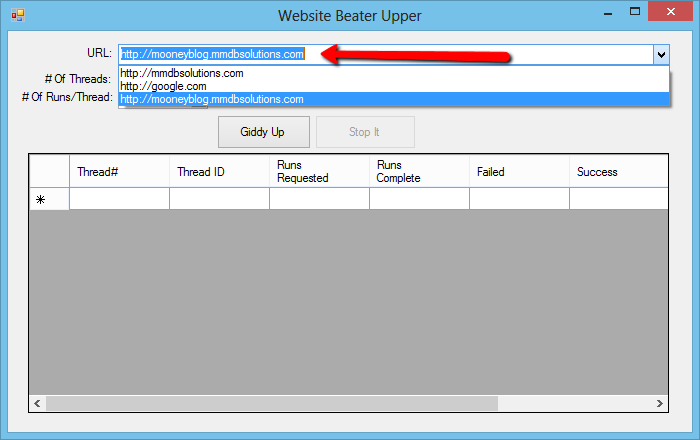 Website Beater Upper
URL:
http://mooneyblog.mmdbsolutions.com
# Of Threads:
http://mmdbsolutions.com
http://google.com
# Of Runs/Thread:
http://mooneyblog.mmdbsolutions.com
Giddy Up
Stop It
Thread#
Thread ID
Runs
Requested
Runs
Complete
Failed
Success